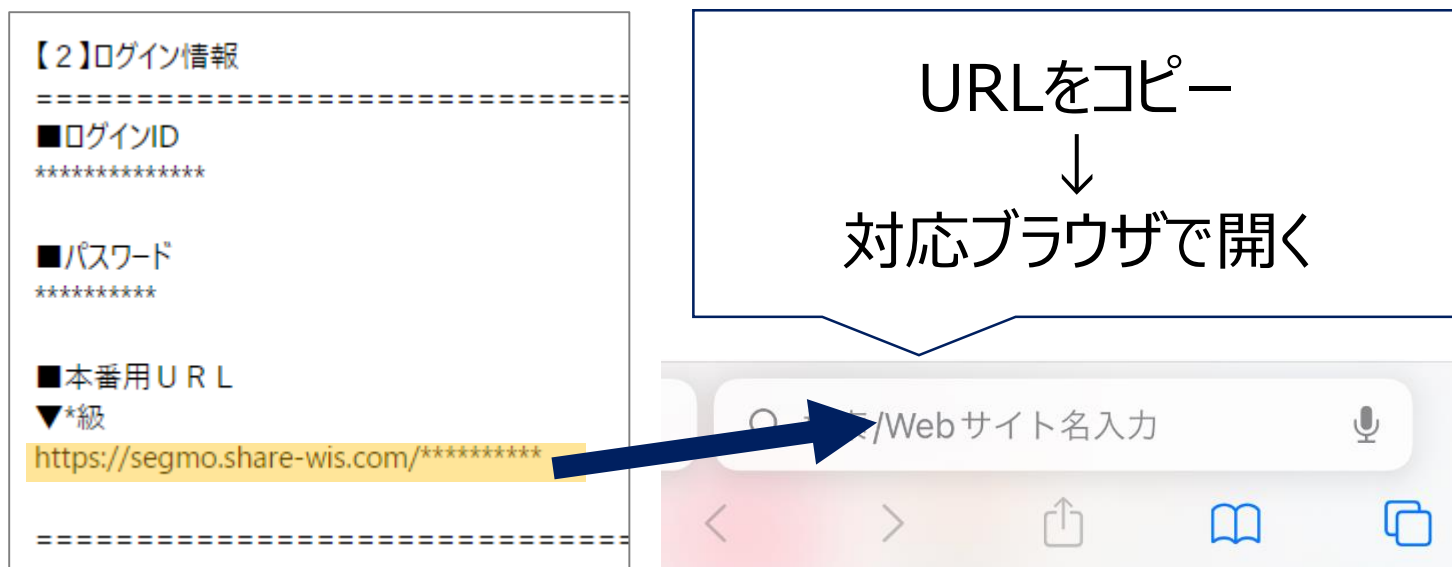 【２】ログイン情報
==============================
■ログインID
**************
■パスワード
**********
■本番用ＵＲＬ
▼*級
https://segmo.share-wis.com/**********
==============================
URLをコピー
↓
対応ブラウザで開く
/Webサイト名入力